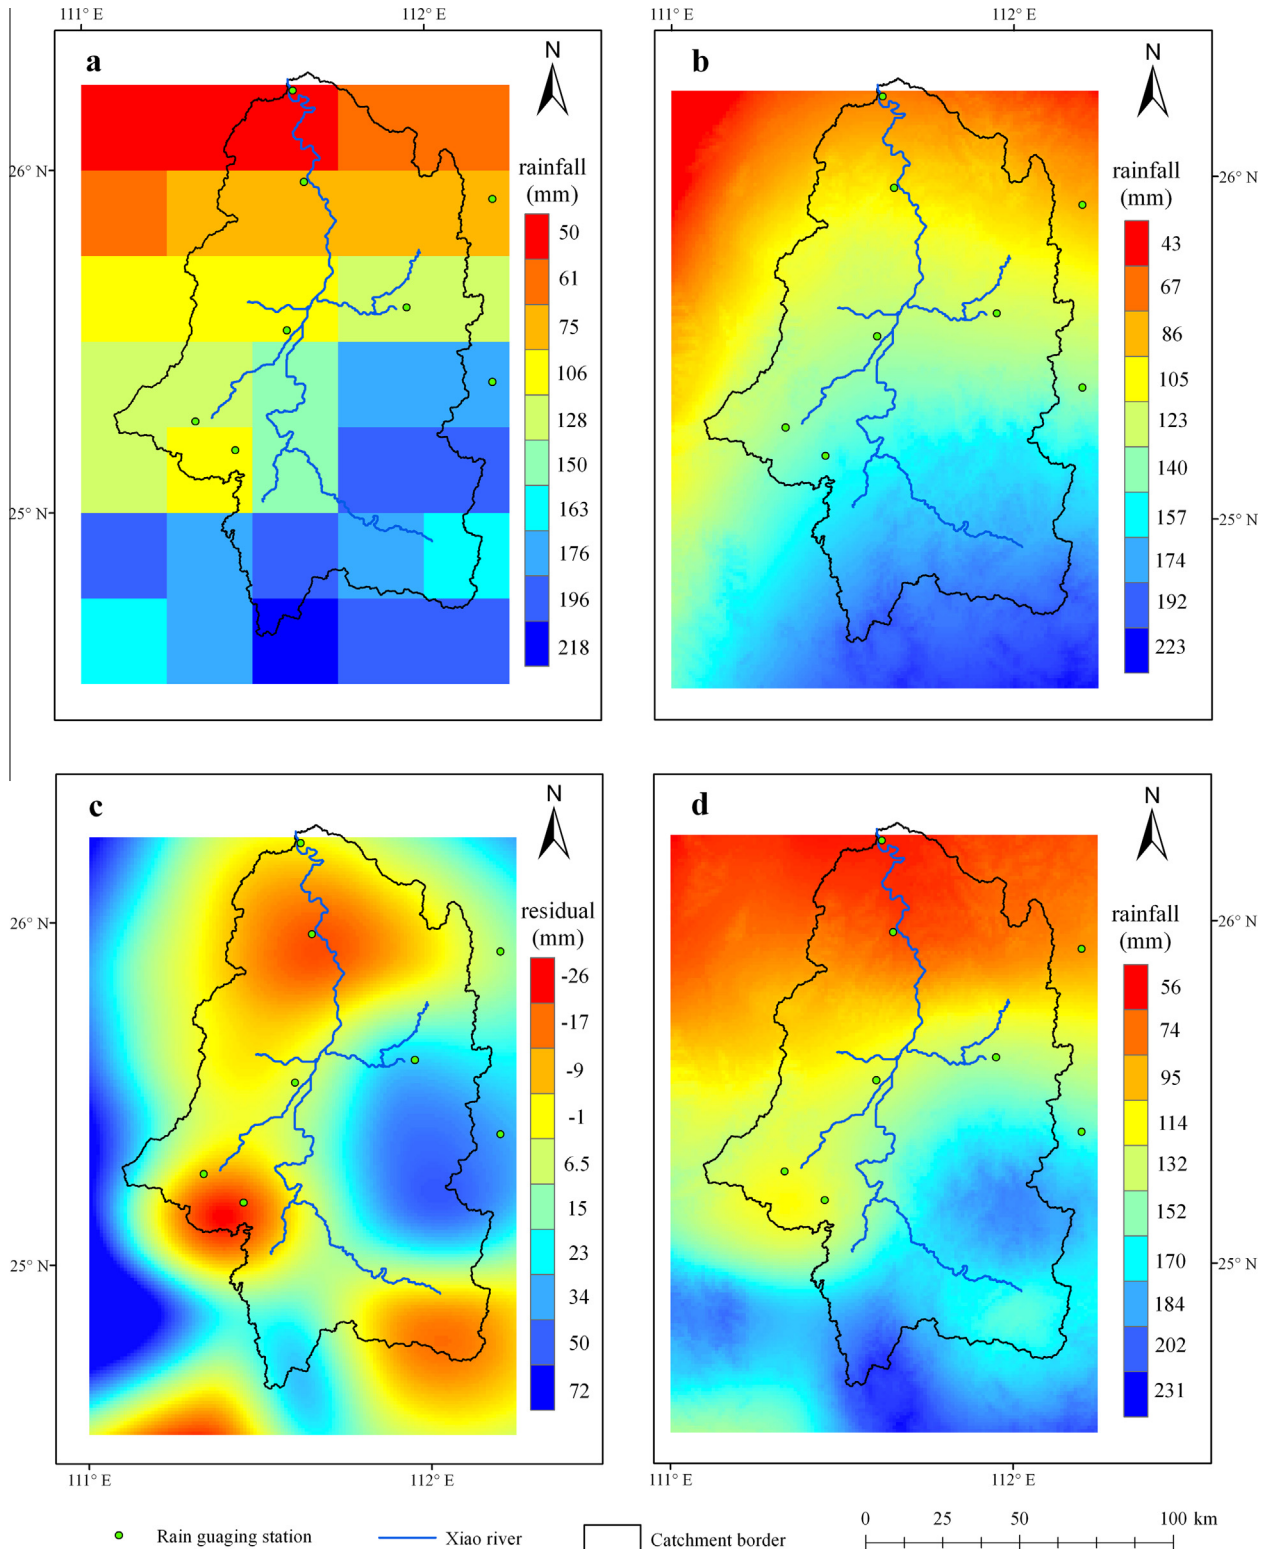 111° E
112° E
111° E
112° E
a
N
rainfall
(mm)
50
61
75
106
128
150
163
176
196
218
26° N
25° N
b
N
rainfall
(mm)
43
67
86
105
123
140
157
174
192
223
26° N
25° N
c
N
residual
(mm)
-26
-17
-9
-1
6.5
15
23
34
50
72
26° N
25° N
111° E
112° E
d
N
rainfall
(mm)
56
74
95
114
132
152
170
184
202
231
26° N
25° N
111° E
112° E
Rain guaging station
Xiao river
Catchment border
0 25 50 100 km